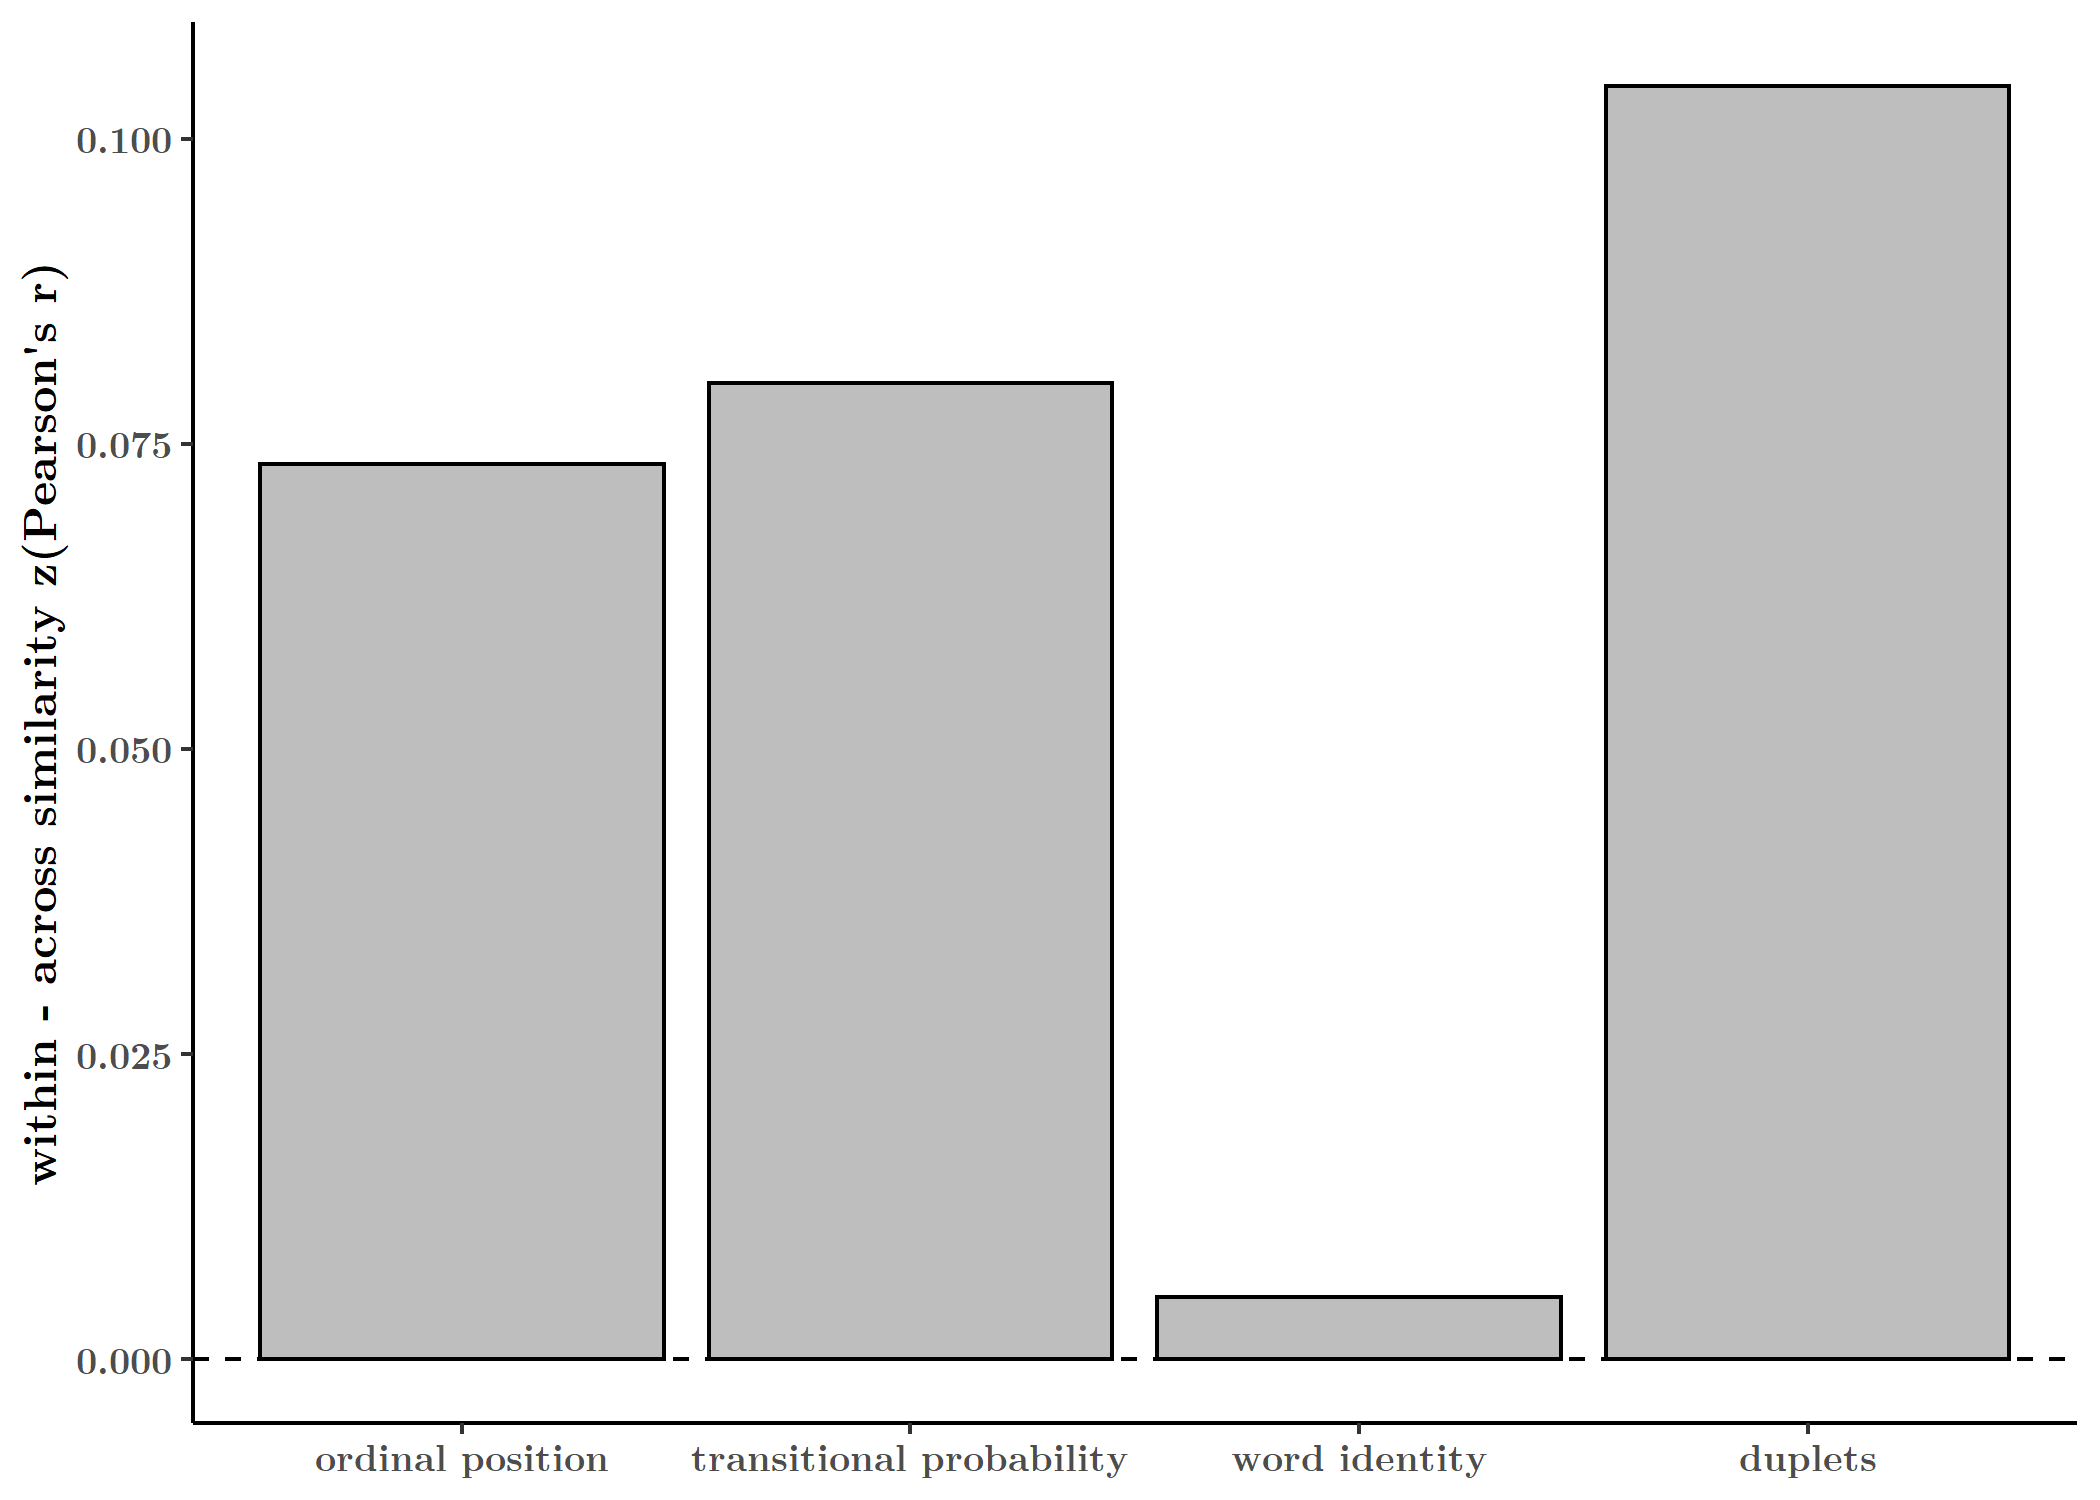 within - across similarity z(Pearson's r)
0.100
0.075
0.050
0.025
0.000
ordinal position
transitional probability
word identity
duplets